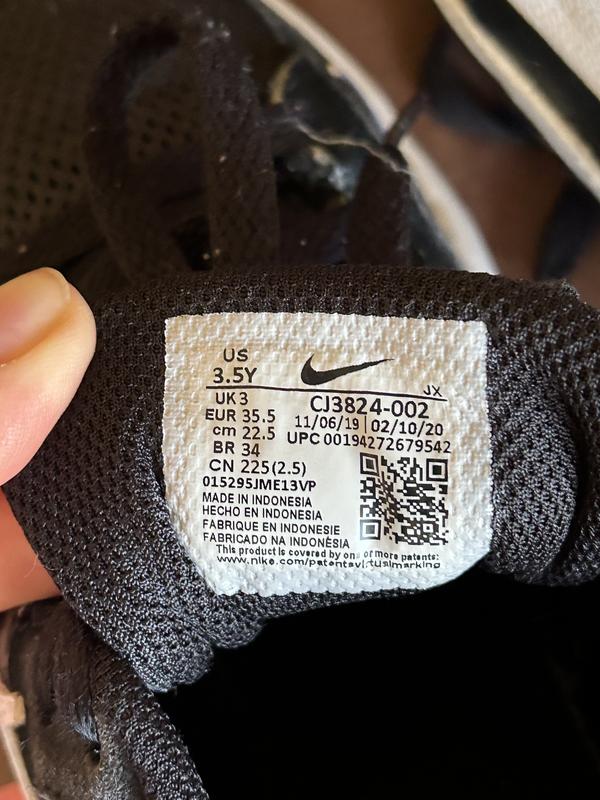 US
3.5Y
JX
UK 3
CJ3824-002
EUR 35.5
11/06/19 | 02/10/20
cm 22.5
UPC 00194272679542
BR 34
CN 225(2.5)
015295JME13VP
MADE IN INDONESIA
HECHO EN INDONESIA
FABRIQUE EN INDONESIE
FABRICADO NA INDONÉSIA
This product is covered by one or more patents:
www.nike.com/patentsvirtualmarking